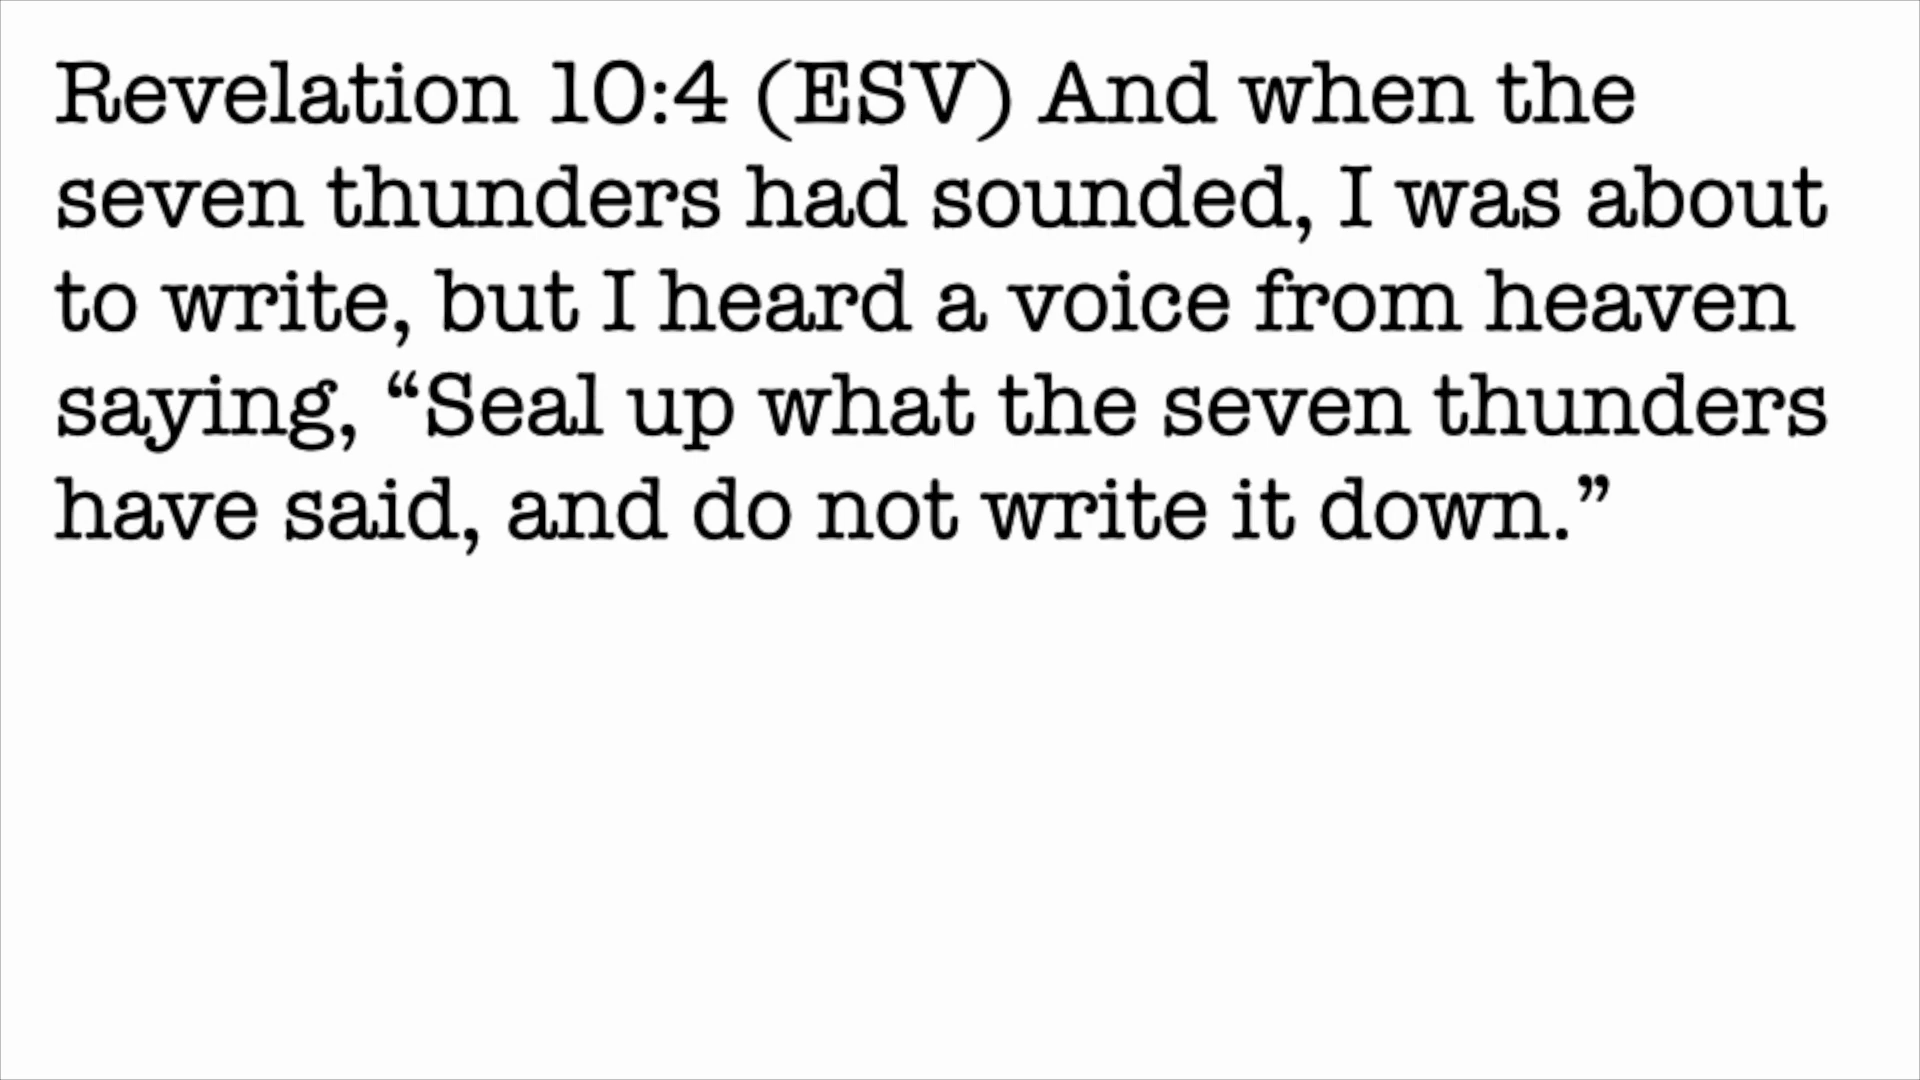 Revelation 10:4 (ESV) And when the
seven thunders had sounded, I was about
to write, but I heard a voice from heaven
saying, “Seal up what the seven thunders
have said, and do not write it down.”